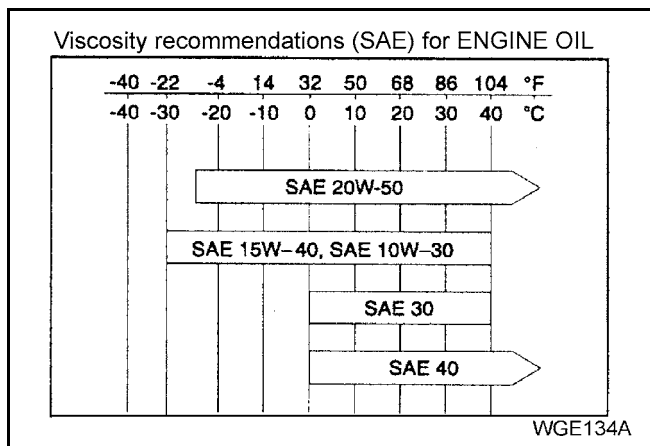 Viscosity recommendations (SAE) for ENGINE OIL
-40 -22 -4 14 32 50 68 86 104 °F
-40 -30 -20 -10 0 10 20 30 40 °C
SAE 20W-50
SAE 15W-40, SAE 10W-30
SAE 30
SAE 40
WGE134A